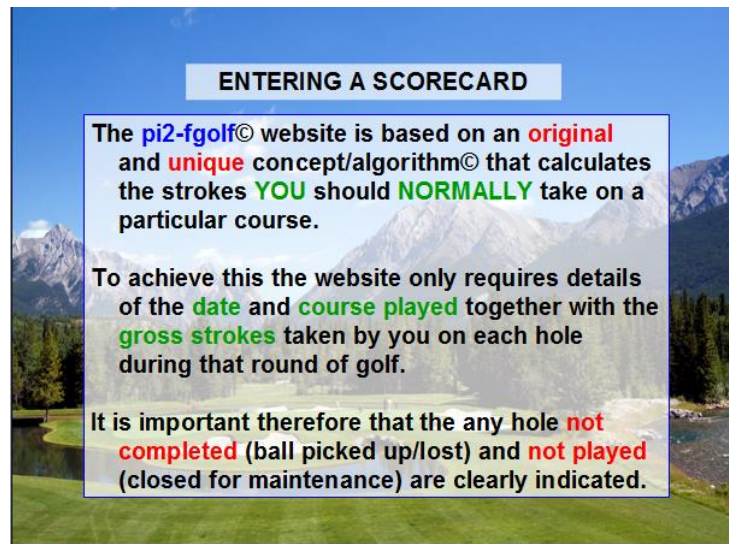 ENTERING A SCORECARD
The pi2-fgolf© website is based on an original
and unique concept/algorithm© that calculates
the strokes YOU should NORMALLY take on a
particular course.
To achieve this the website only requires details
of the date and course played together with the
gross strokes taken by you on each hole
during that round of golf.
It is important therefore that the any hole not
completed (ball picked up/lost) and not played
(closed for maintenance) are clearly indicated.